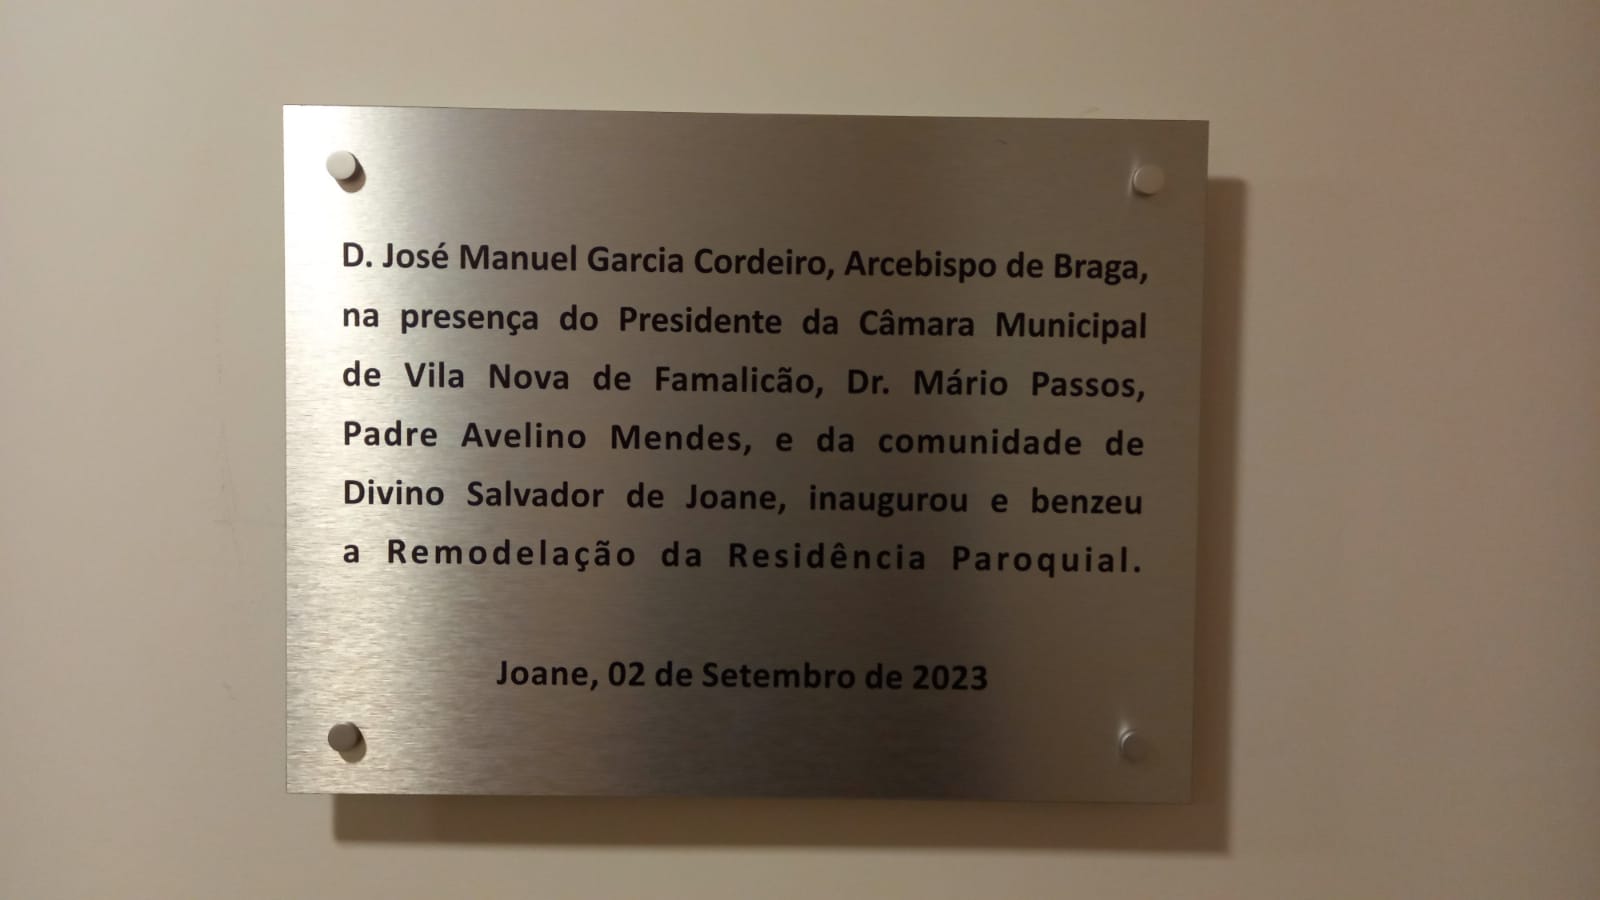 D. José Manuel Garcia Cordeiro, Arcebispo de Braga,
na presença do Presidente da Câmara Municipal
de Vila Nova de Famalicão, Dr. Mário Passos,
Padre Avelino Mendes, e da comunidade de
Divino Salvador de Joane, inaugurou e benzeu
a Remodelação da Residência Paroquial.
Joane, 02 de Setembro de 2023